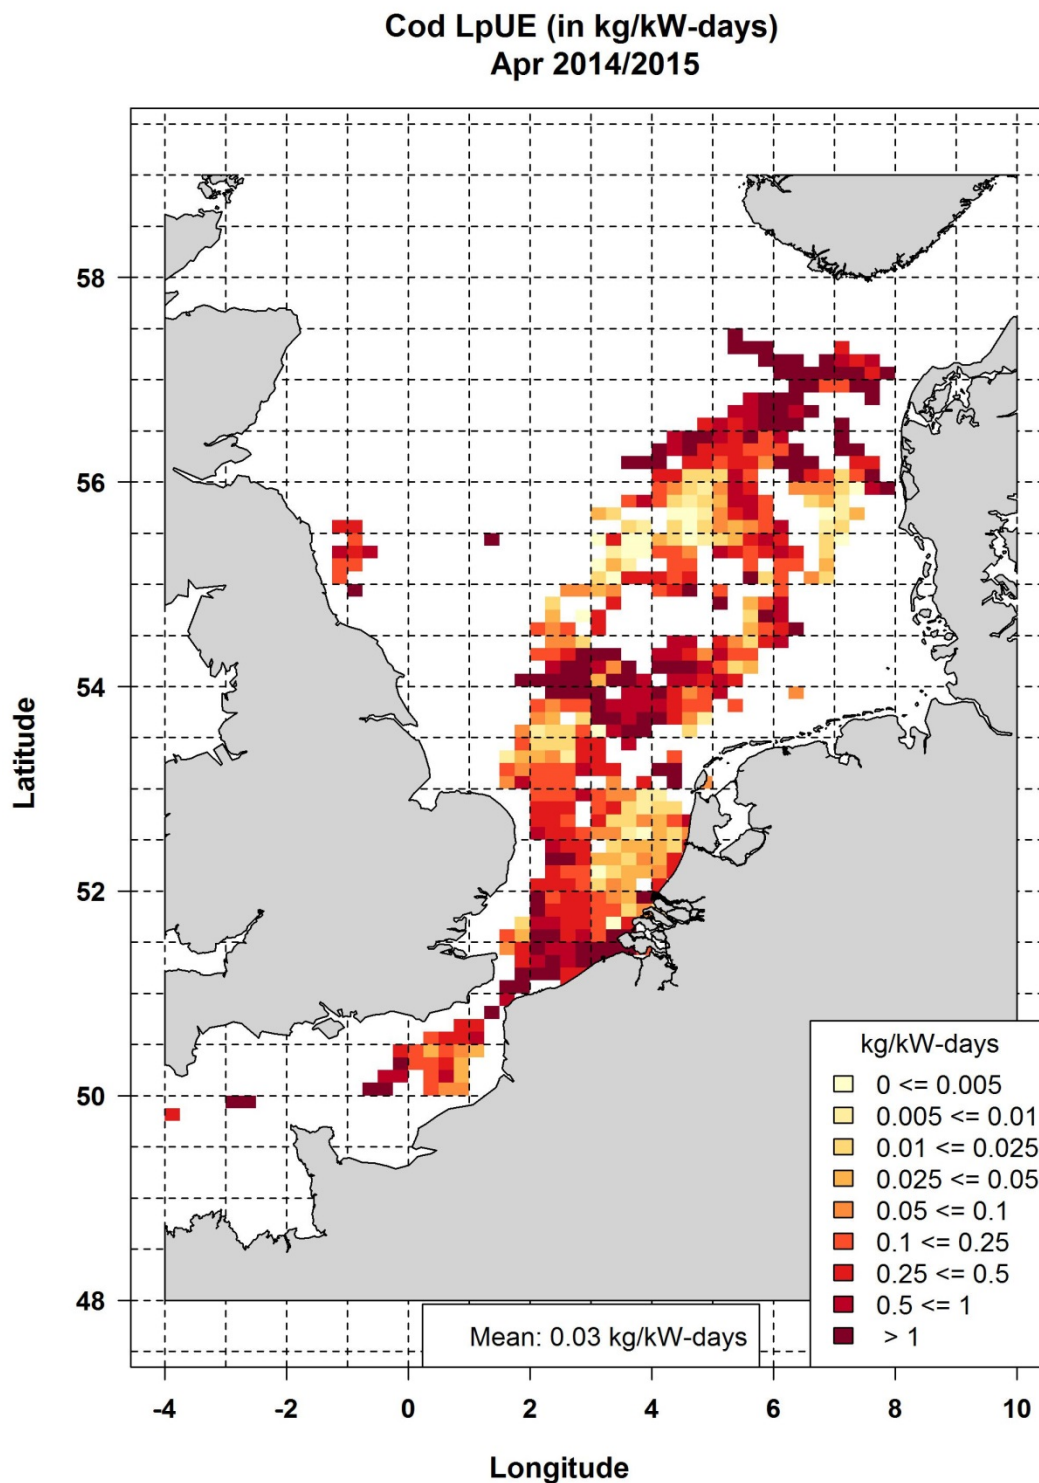 Cod LpUE (in kg/kW-days)
Apr 2014/2015
Latitude
58
56
54
52
50
48
kg/kW-days
0 <= 0.005
0.005 <= 0.01
0.01 <= 0.025
0.025 <= 0.05
0.05 <= 0.1
0.1 <= 0.25
0.25 <= 0.5
0.5 <= 1
> 1
Mean: 0.03 kg/kW-days
-4 -2 0 2 4 6 8 10
Longitude